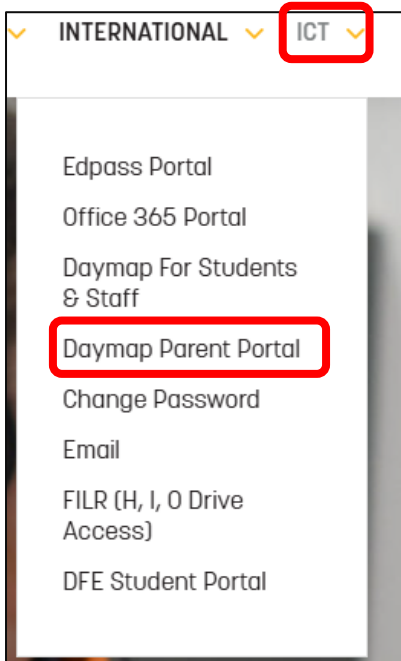 INTERNATIONAL ICT
Edpass Portal
Office 365 Portal
Daymap For Students
& Staff
Daymap Parent Portal
Change Password
Email
FILR (H, I, O Drive
Access)
DFE Student Portal